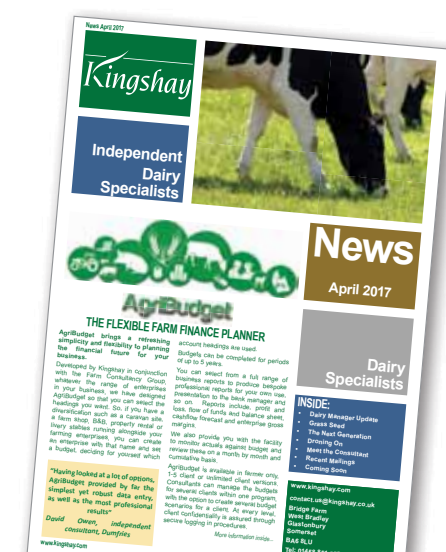 News April 2017
Kingshay
Independent
Dairy
Specialists
News
April 2017
AgriBudget
THE FLEXIBLE FARM FINANCE PLANNER
AgriBudget brings a refreshing
simplicity and flexibility to planning
the financial future for your
business.
Developed by Kingshay in conjunction
with the Farm Consultancy Group,
whatever the range of enterprises
in your business, we have designed
AgriBudget so that you can select the
headings you want. So, if you have a
diversification such as a caravan site,
a farm shop, B&B, property rental or
livery stables running alongside your
farming enterprises, you can create
an enterprise with that name and set
a budget, deciding for yourself which
"Having looked at a lot of options,
AgriBudget provided by far the
simplest yet robust data entry,
as well as the most professional
results"
David Owen, independent
consultant, Dumfries
www.kingshay.com
account headings are used.
Budgets can be completed for periods
of up to 5 years.
You can select from a full range of
business reports to produce bespoke
professional reports for your own use,
presentation to the bank manager and
so on. Reports include, profit and
loss, flow of funds and balance sheet,
cashflow forecast and enterprise gross
margins.
We also provide you with the facility
to monitor actuals against budget and
review these on a month by month and
cumulative basis.
AgriBudget is available in farmer only,
1-5 client or unlimited client versions.
Consultants can manage the budgets
for several clients within one program,
with the option to create several budget
scenarios for a client. At every level,
client confidentiality is assured through
secure logging in procedures.
More information inside...
Dairy
Specialists
INSIDE:
• Dairy Manager Update
• Grass Seed
• The Next Generation
• Droning On
• Meet the Consultant
• Record Mailings
• Coming Soon
www.kingshay.com
contact.us@kingshay.co.uk
Bridge Farm
West Bradley
Glastonbury
Somerset
BA6 8LU
Tel: 01458